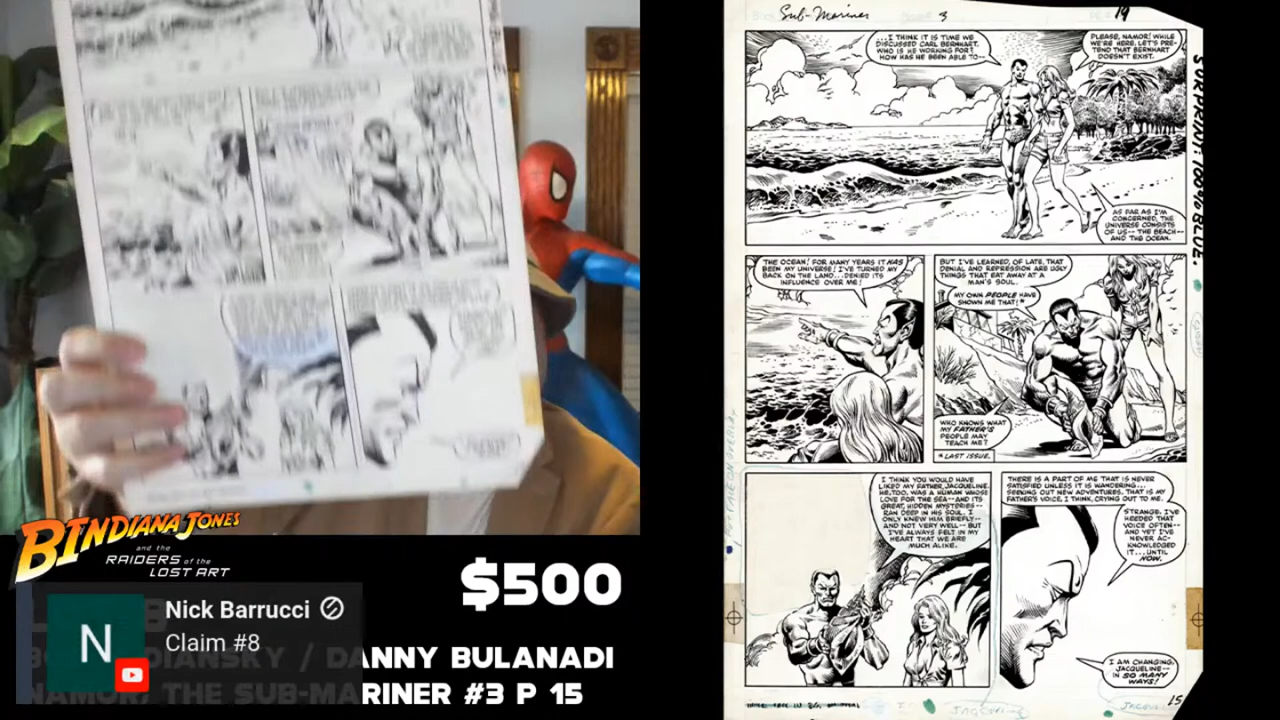 Sub-Mariner 3 19
...I THINK IT IS TIME WE
DISCUSSED CARL BERNHART.
WHO IS HE WORKING FOR?
HOW HAS HE BEEN ABLE TO--
PLEASE, NAMOR! WHILE
WE'RE HERE, LET'S PRE-
TEND THAT BERNHART
DOESN'T EXIST.
AS FAR AS I'M
CONCERNED, THE
UNIVERSE CONSISTS
OF US-- THE BEACH--
AND THE OCEAN.
THE OCEAN! FOR MANY YEARS IT HAS
BEEN MY UNIVERSE! I'VE TURNED MY
BACK ON THE LAND...DENIED ITS
INFLUENCE OVER ME!
BUT I'VE LEARNED, OF LATE, THAT
DENIAL AND REPRESSION ARE UGLY
THINGS THAT EAT AWAY AT A
MAN'S SOUL.
MY OWN PEOPLE HAVE
SHOWN ME THAT!*
WHO KNOWS WHAT
MY FATHER'S
PEOPLE MAY
TEACH ME?
*LAST ISSUE.
I THINK YOU WOULD HAVE
LIKED MY FATHER, JACQUELINE.
HE, TOO, WAS A HUMAN WHOSE
LOVE FOR THE SEA--AND ITS
GREAT, HIDDEN MYSTERIES--
RAN DEEP IN HIS SOUL. I
ONLY KNEW HIM BRIEFLY--
AND NOT VERY WELL-- BUT
I'VE ALWAYS FELT IN MY
HEART THAT WE ARE
MUCH ALIKE.
THERE IS A PART OF ME THAT IS NEVER
SATISFIED UNLESS IT IS WANDERING...
SEEKING OUT NEW ADVENTURES. THAT IS MY
FATHER'S VOICE, I THINK, CRYING OUT TO ME.
STRANGE. I'VE
HEEDED THAT
VOICE OFTEN--
AND YET I'VE
NEVER AC-
KNOWLEDGED
IT...UNTIL
NOW.
I AM CHANGING,
JACQUELINE--
IN SO MANY
WAYS!
15
SURPRINT: 100% BLUE.
BINDIANA JONES
and the
RAIDERS of the
LOST ART
$500
N
Nick Barrucci
Claim #8
DIANSKY / DANNY BULANADI
NAMOR THE SUB-MARINER #3 P 15